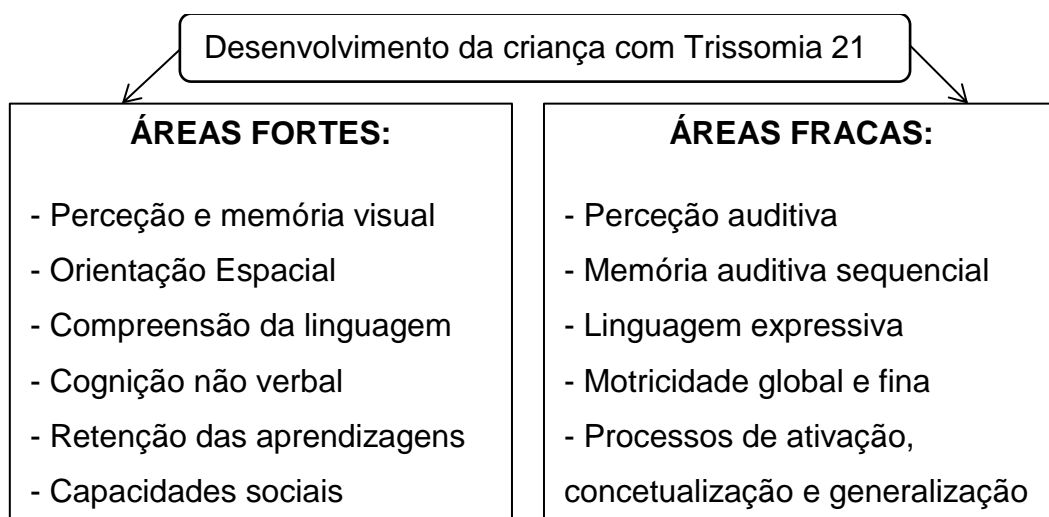 Desenvolvimento da criança com Trissomia 21
ÁREAS FORTES:
- Perceção e memória visual
- Orientação Espacial
- Compreensão da linguagem
- Cognição não verbal
- Retenção das aprendizagens
- Capacidades sociais
ÁREAS FRACAS:
- Perceção auditiva
- Memória auditiva sequencial
- Linguagem expressiva
- Motricidade global e fina
- Processos de ativação,
concetualização e generalização